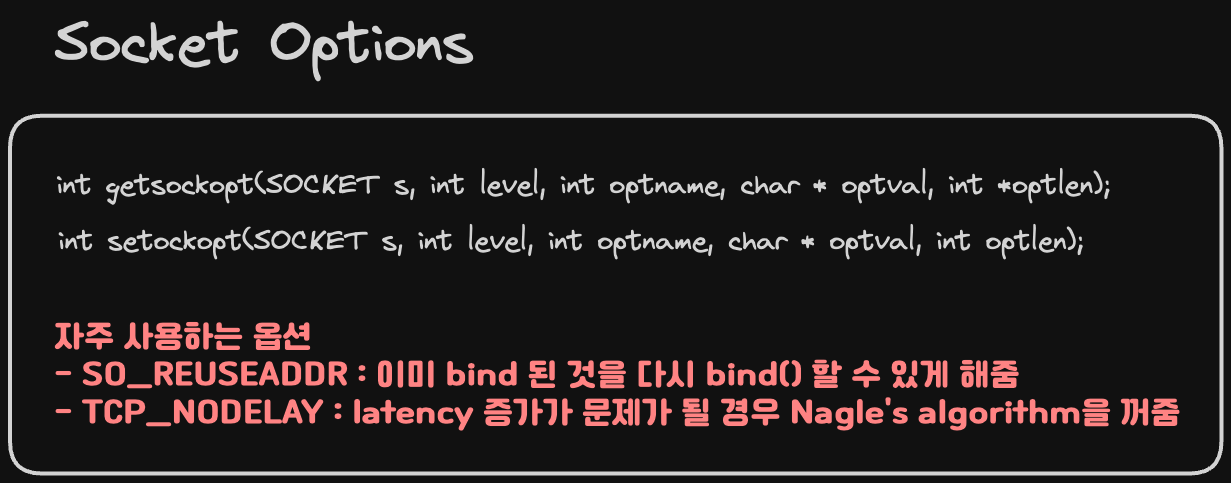 Socket Options
int getsockopt(SOCKET s, int level, int optname, char * optval, int *optlen);
int setockopt(SOCKET s, int level, int optname, char * optval, int optlen);
자주 사용하는 옵션
- SO_REUSEADDR : 이미 bind 된 것을 다시 bind() 할 수 있게 해줌
- TCP_NODELAY : latency 증가가 문제가 될 경우 Nagle's algorithm을 꺼줌